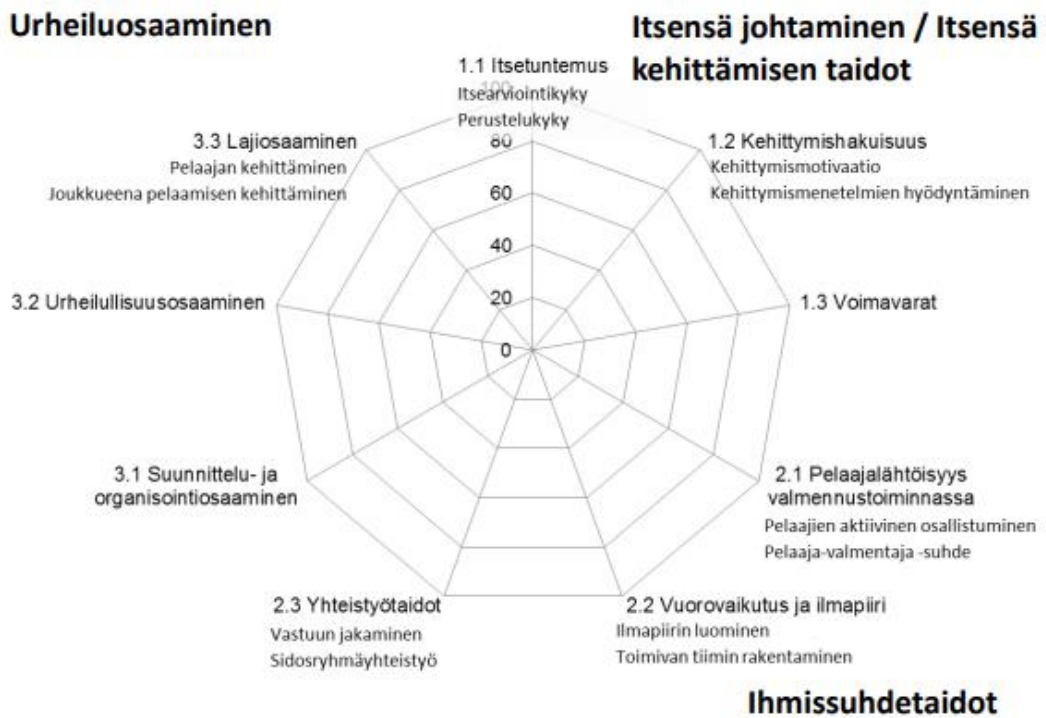 Urheiluosaaminen
Itsensä johtaminen / Itsensä
kehittämisen taidot
1.1 Itsetuntemus
100
Itsearviointikyky
Perustelukyky
80
60
40
20
0
1.2 Kehittymishakuisuus
Kehittymismotivaatio
Kehittymismenetelmien hyödyntäminen
1.3 Voimavarat
2.1 Pelaajalähtöisyys
valmennustoiminnassa
Pelaajien aktiivinen osallistuminen
Pelaaja-valmentaja -suhde
2.2 Vuorovaikutus ja ilmapiiri
Ilmapiirin luominen
Toimivan tiimin rakentaminen
2.3 Yhteistyötaidot
Vastuun jakaminen
Sidosryhmäyhteistyö
3.1 Suunnittelu- ja
organisointiosaaminen
3.2 Urheilullisuusosaaminen
3.3 Lajiosaaminen
Pelaajan kehittäminen
Joukkueena pelaamisen kehittäminen
Ihmissuhdetaidot